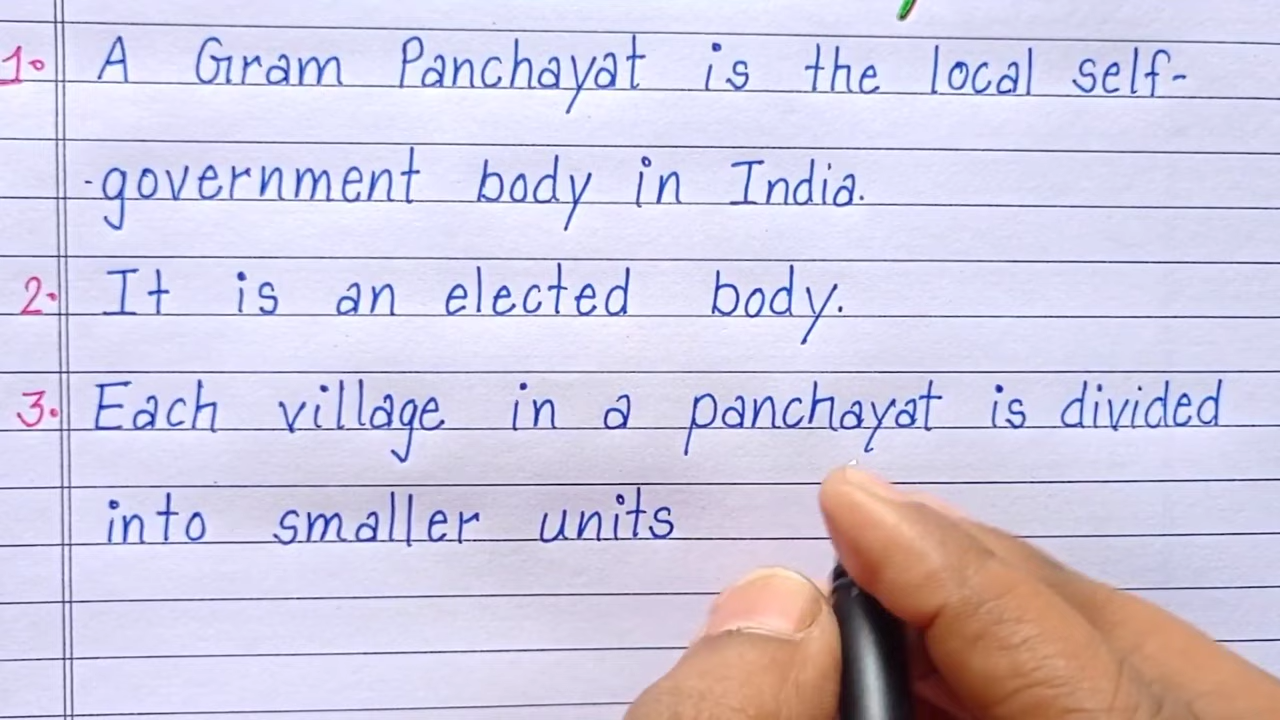 1. A Gram Panchayat is the local self-
-government body in India.
2. It is an elected body.
3. Each village in a panchayat is divided
into smaller units